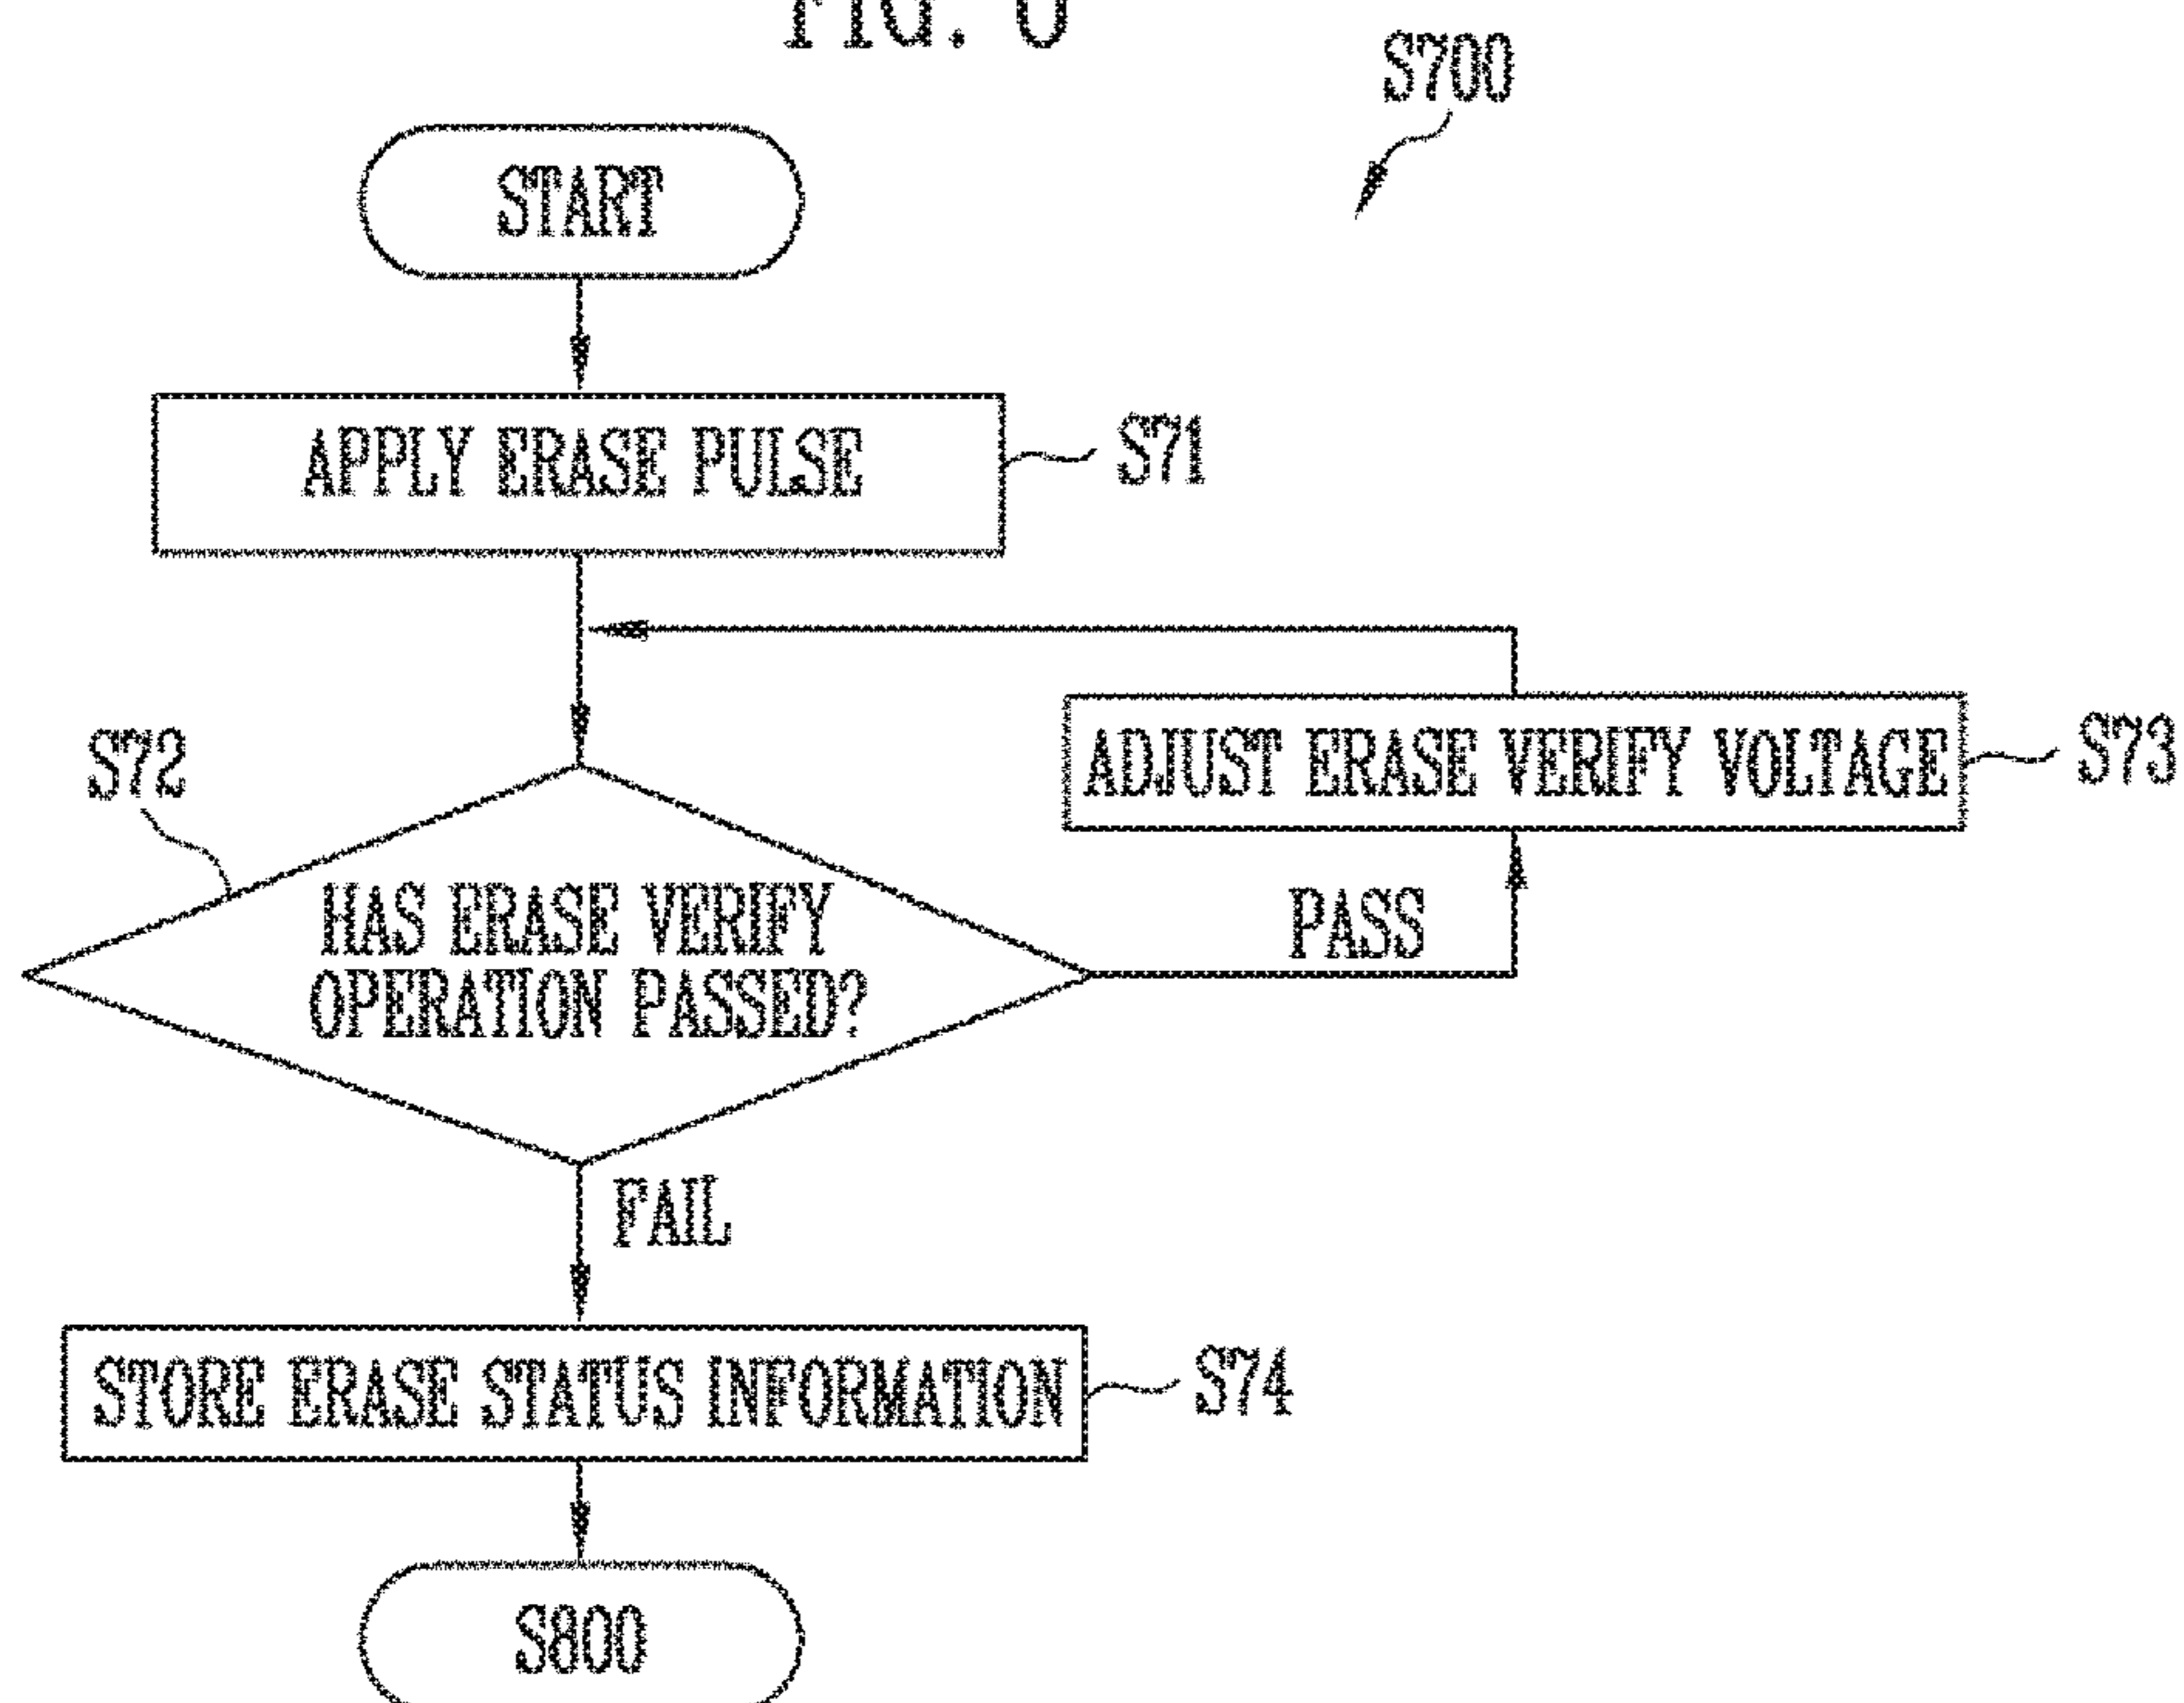 FIG.
S700
START
APPLY ERASE PULSE
S71
ADJUST ERASE VERIFY VOLTAGE
S73
S72
HAS ERASE VERIFY
OPERATION PASSED?
PASS
FAIL
STORE ERASE STATUS INFORMATION
S74
S800